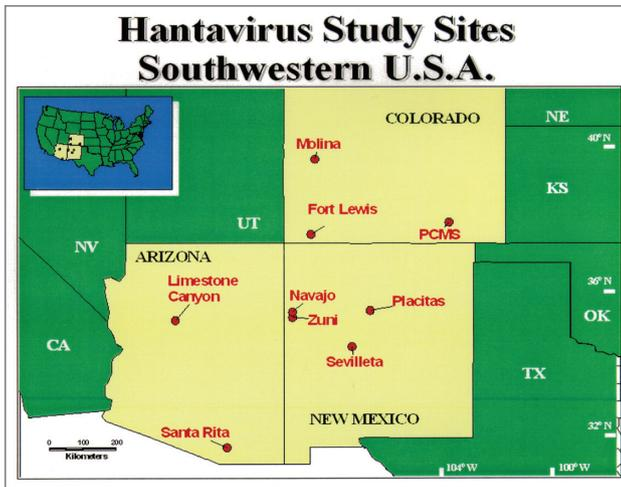 Hantavirus Study Sites
Southwestern U.S.A.
COLORADO
NE
40° N
Molina
KS
Fort Lewis
UT
PCMS
NV
ARIZONA
Limestone
Canyon
Navajo
Placitas
36° N
Zuni
OK
CA
Sevilleta
TX
NEW MEXICO
Santa Rita
32° N
0 100 200
Kilometers
104° W
100° W